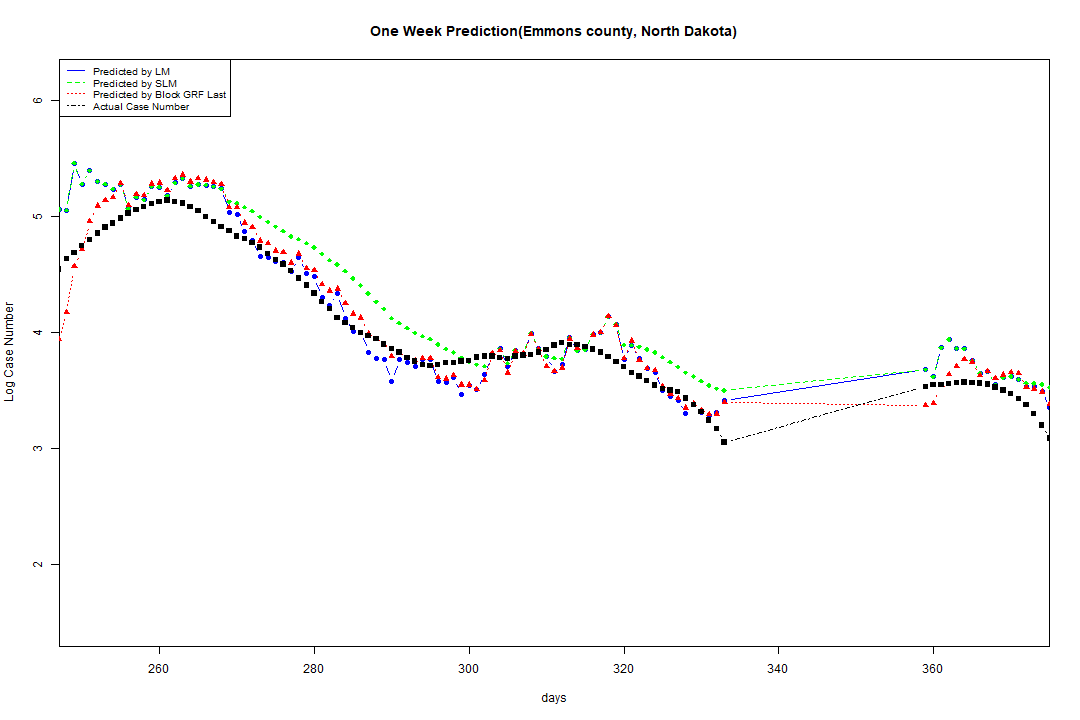 One Week Prediction(Emmons county, North Dakota)
Predicted by LM
Predicted by SLM
Predicted by Block GRF Last
Actual Case Number
6
5
4
3
2
Log Case Number
260 280 300 320 340 360
days